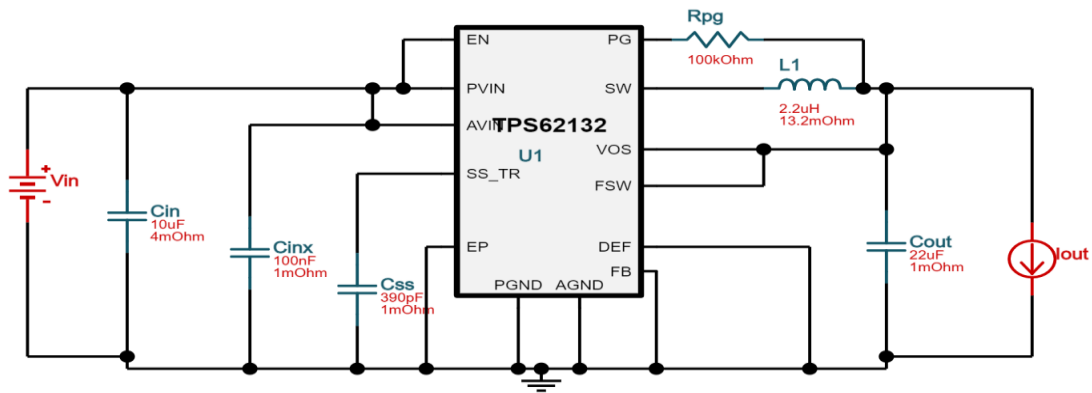 Rpg
100kOhm
EN
PG
L1
PVIN
SW
2.2uH
13.2mOhm
AVIN
TPS62132
U1
VOS
SS_TR
FSW
+
Vin
-
Cin
10uF
4mOhm
Cinx
100nF
1mOhm
EP
DEF
Cout
22uF
1mOhm
Iout
FB
Css
390pF
1mOhm
PGND
AGND